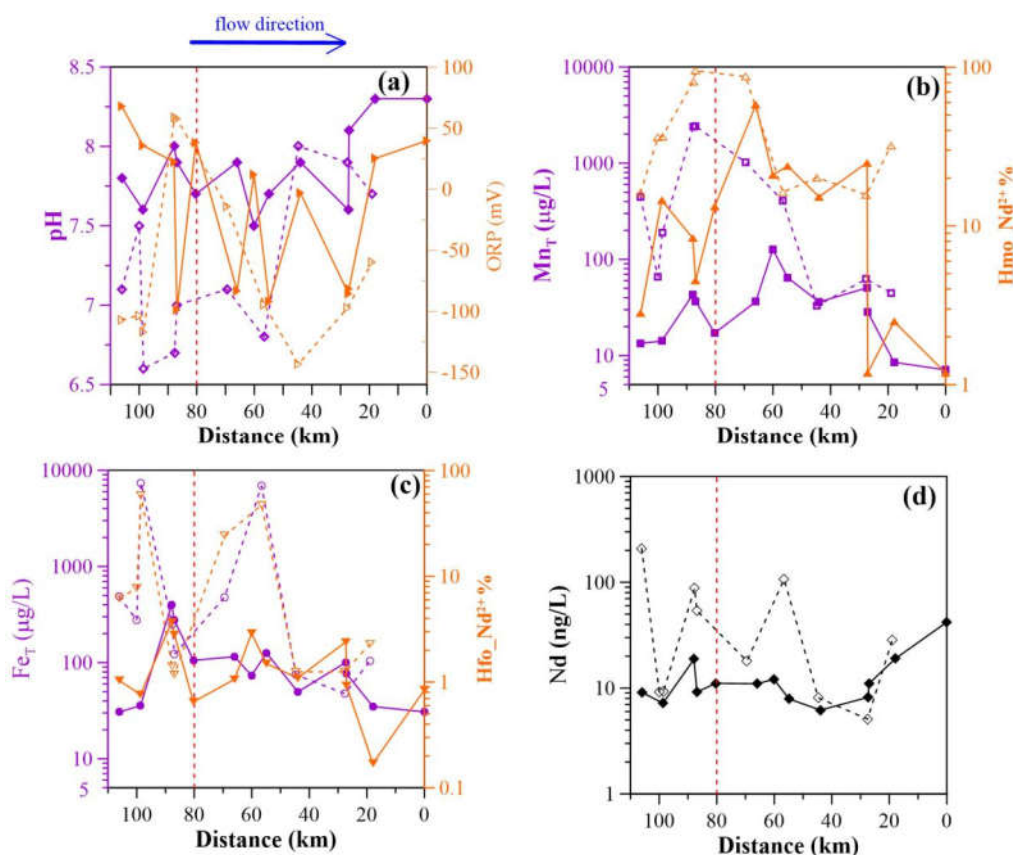 flow direction
(a)
8.5
8
7.5
7
6.5
pH
100
50
0
-50
-100
-150
ORP (mV)
100 80 60 40 20 0
Distance (km)
(b)
10000
1000
100
10
5
MnT (μg/L)
100
10
1
Hmo_Nd²⁺%
100 80 60 40 20 0
Distance (km)
(c)
10000
1000
100
10
5
FeT (μg/L)
100
10
1
0.1
Hfo_Nd²⁺%
100 80 60 40 20 0
Distance (km)
(d)
1000
100
10
1
Nd (ng/L)
100 80 60 40 20 0
Distance (km)